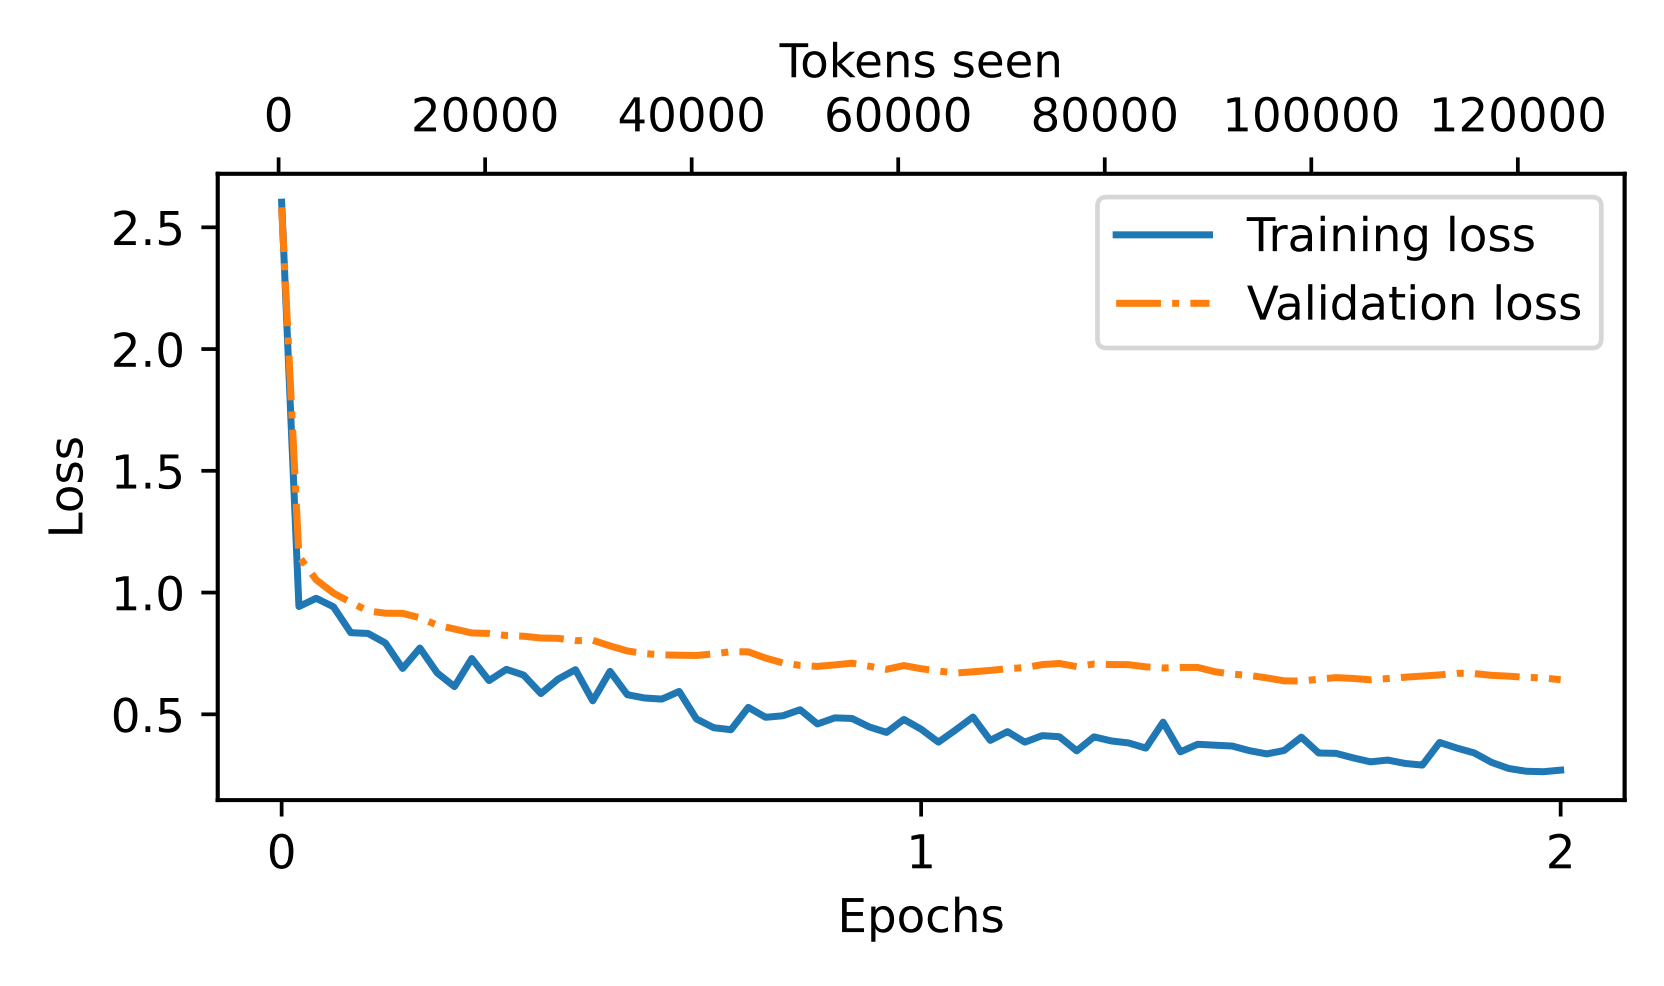 Tokens seen
0 20000 40000 60000 80000 100000 120000
2.5
2.0
1.5
1.0
0.5
Loss
Training loss
Validation loss
0 1 2
Epochs